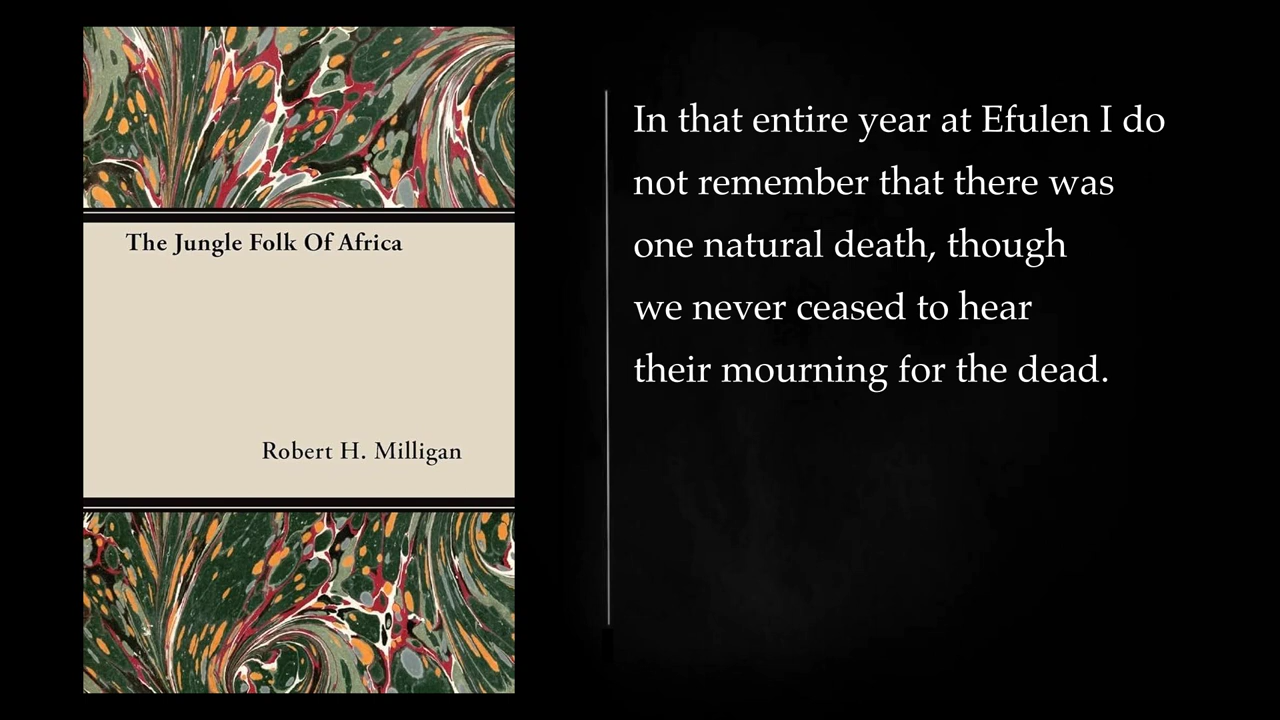 The Jungle Folk Of Africa
Robert H. Milligan
In that entire year at Efulen I do
not remember that there was
one natural death, though
we never ceased to hear
their mourning for the dead.